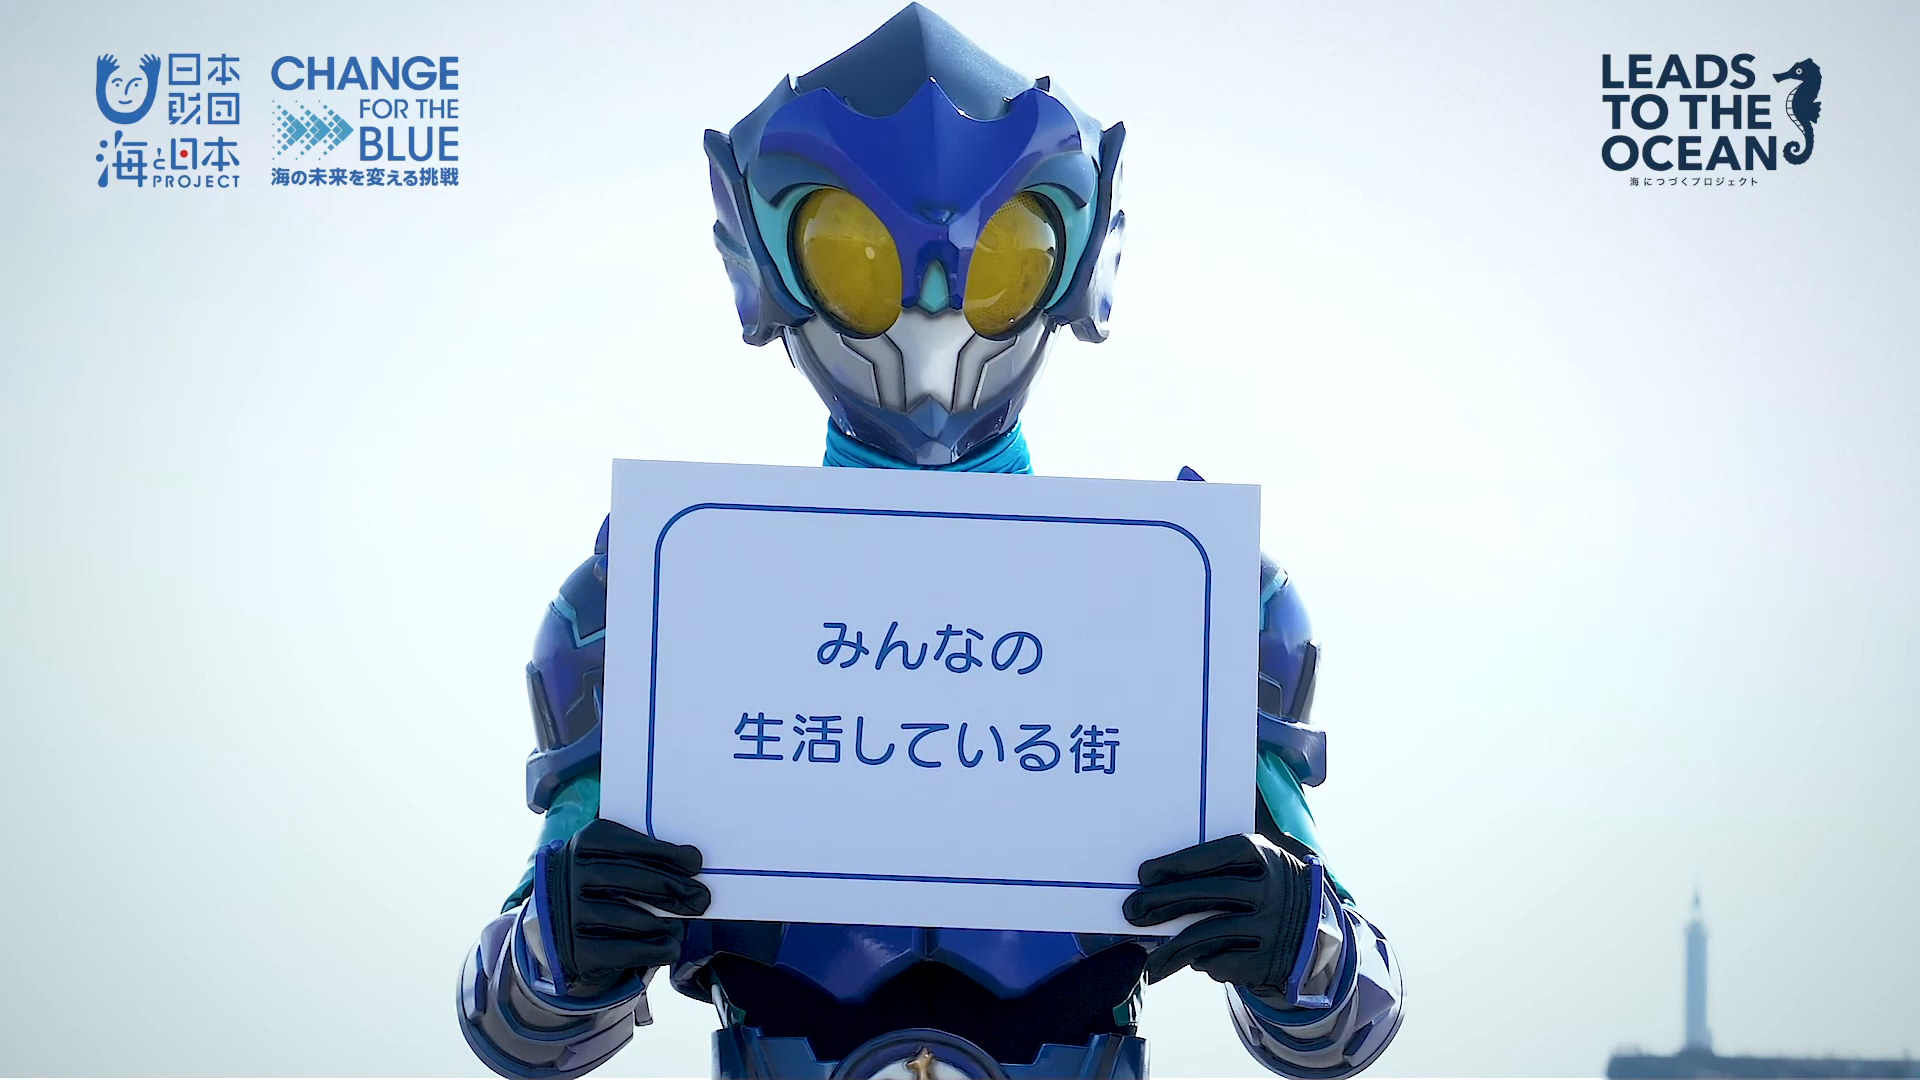 日本
財団
海と日本
PROJECT
CHANGE
FOR THE
BLUE
海の未来を変える挑戦
LEADS
TO THE
OCEAN
海につづくプロジェクト
みんなの
生活している街